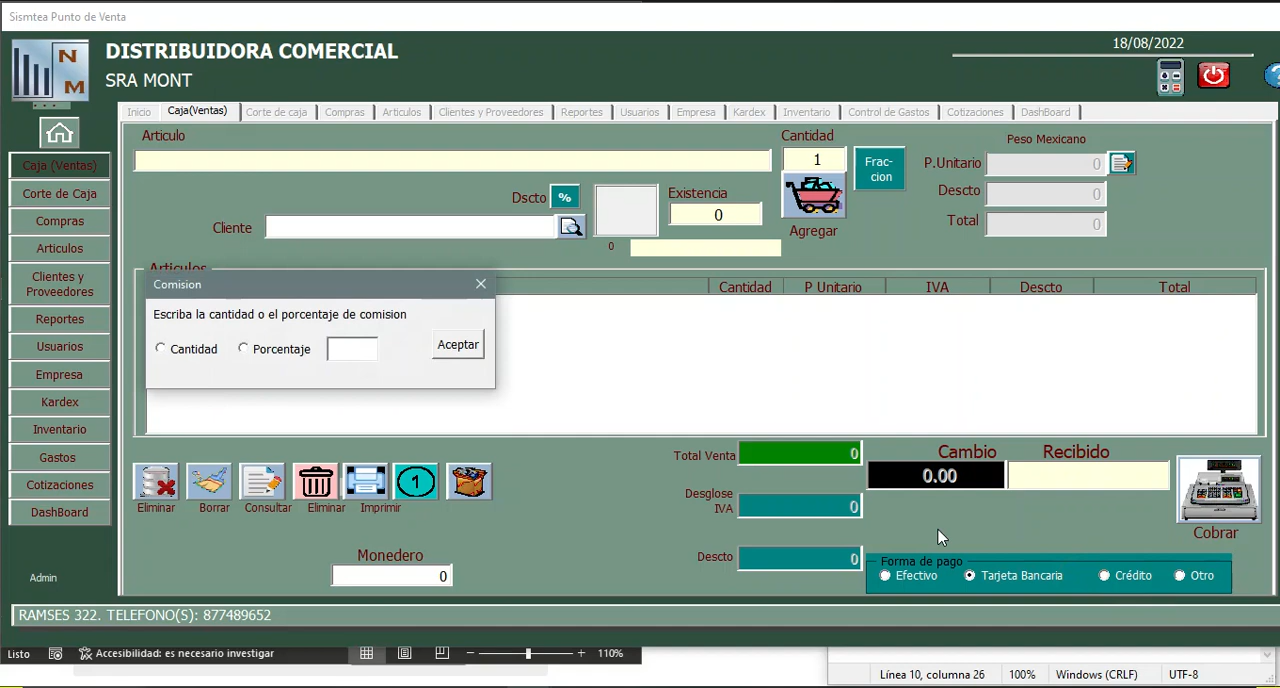 Sismtea Punto de Venta
N
M
DISTRIBUIDORA COMERCIAL
SRA MONT
18/08/2022
Inicio Caja(Ventas) Corte de caja Compras Articulos Clientes y Proveedores Reportes Usuarios Empresa Kardex Inventario Control de Gastos Cotizaciones DashBoard
Caja (Ventas)
Corte de Caja
Compras
Articulos
Clientes y
Proveedores
Reportes
Usuarios
Empresa
Kardex
Inventario
Gastos
Cotizaciones
DashBoard
Admin
Articulo
Cantidad
1
Frac-
cion
Peso Mexicano
P.Unitario 0
Descto 0
Total 0
Dscto %
Existencia
0
Cliente
0
Agregar
Articulos
Cantidad P Unitario IVA Descto Total
Comision
Escriba la cantidad o el porcentaje de comision
Cantidad Porcentaje Aceptar
Total Venta 0
Cambio Recibido
0.00
1
Eliminar Borrar Consultar Eliminar Imprimir
Desglose
IVA 0
Cobrar
Monedero
0
Descto 0
Forma de pago
Efectivo Tarjeta Bancaria Crédito Otro
RAMSES 322. TELEFONO(S): 877489652
Listo Accesibilidad: es necesario investigar 110%
Línea 10, columna 26 100% Windows (CRLF) UTF-8